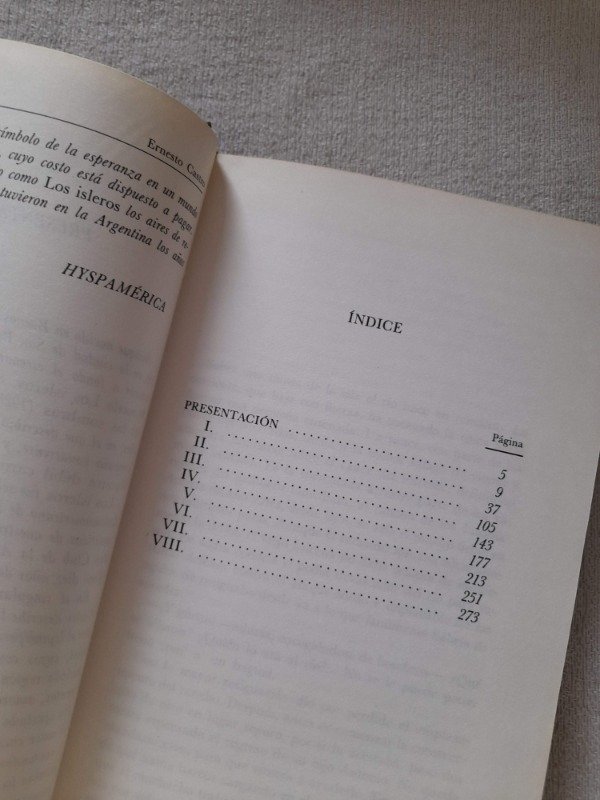 Ernesto Castro
símbolo de la esperanza en un mundo
, cuyo costo está dispuesto a pagar
o como Los isleros los aires de re-
tuvieron en la Argentina los años
HYSPAMÉRICA
ÍNDICE
Página
PRESENTACIÓN ........................ 5
I. ........................ 9
II. ........................ 37
III. ........................ 105
IV. ........................ 143
V. ........................ 177
VI. ........................ 213
VII. ........................ 251
VIII. ........................ 273